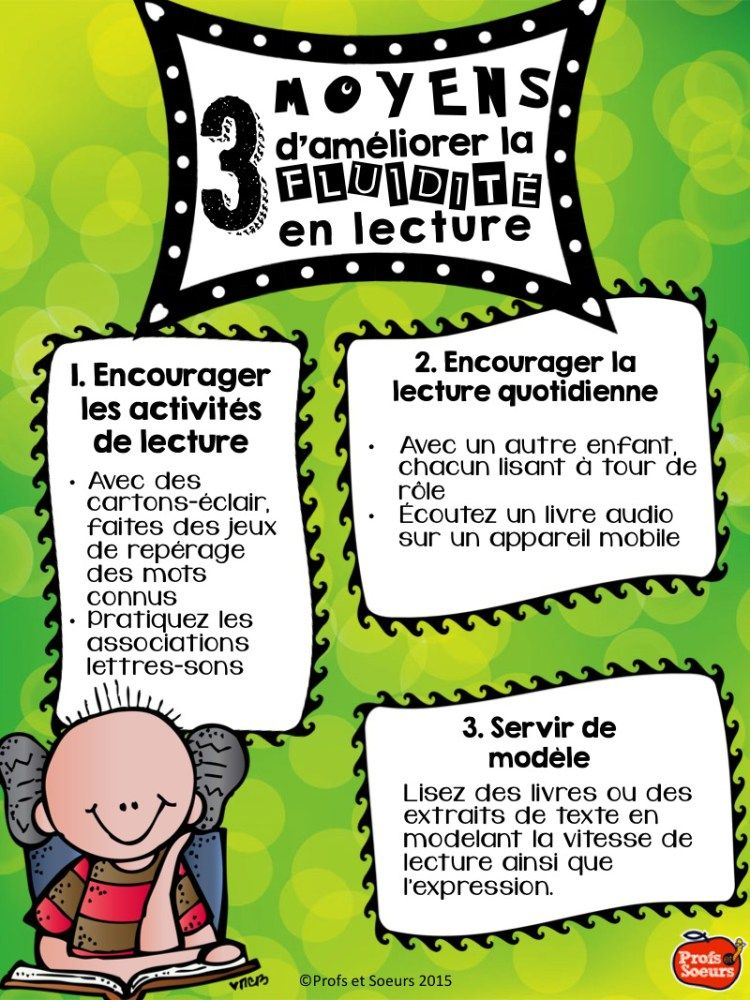 3 MOYENS
d'améliorer la
FLUIDITÉ
en lecture
1. Encourager
les activités
de lecture
• Avec des
cartons-éclair,
faites des jeux
de repérage
des mots
connus
• Pratiquez les
associations
lettres-sons
2. Encourager la
lecture quotidienne
• Avec un autre enfant,
chacun lisant à tour de
rôle
• Écoutez un livre audio
sur un appareil mobile
3. Servir de
modèle
Lisez des livres ou des
extraits de texte en
modelant la vitesse de
lecture ainsi que
l'expression.
©Profs et Soeurs 2015
Profs et
Soeurs